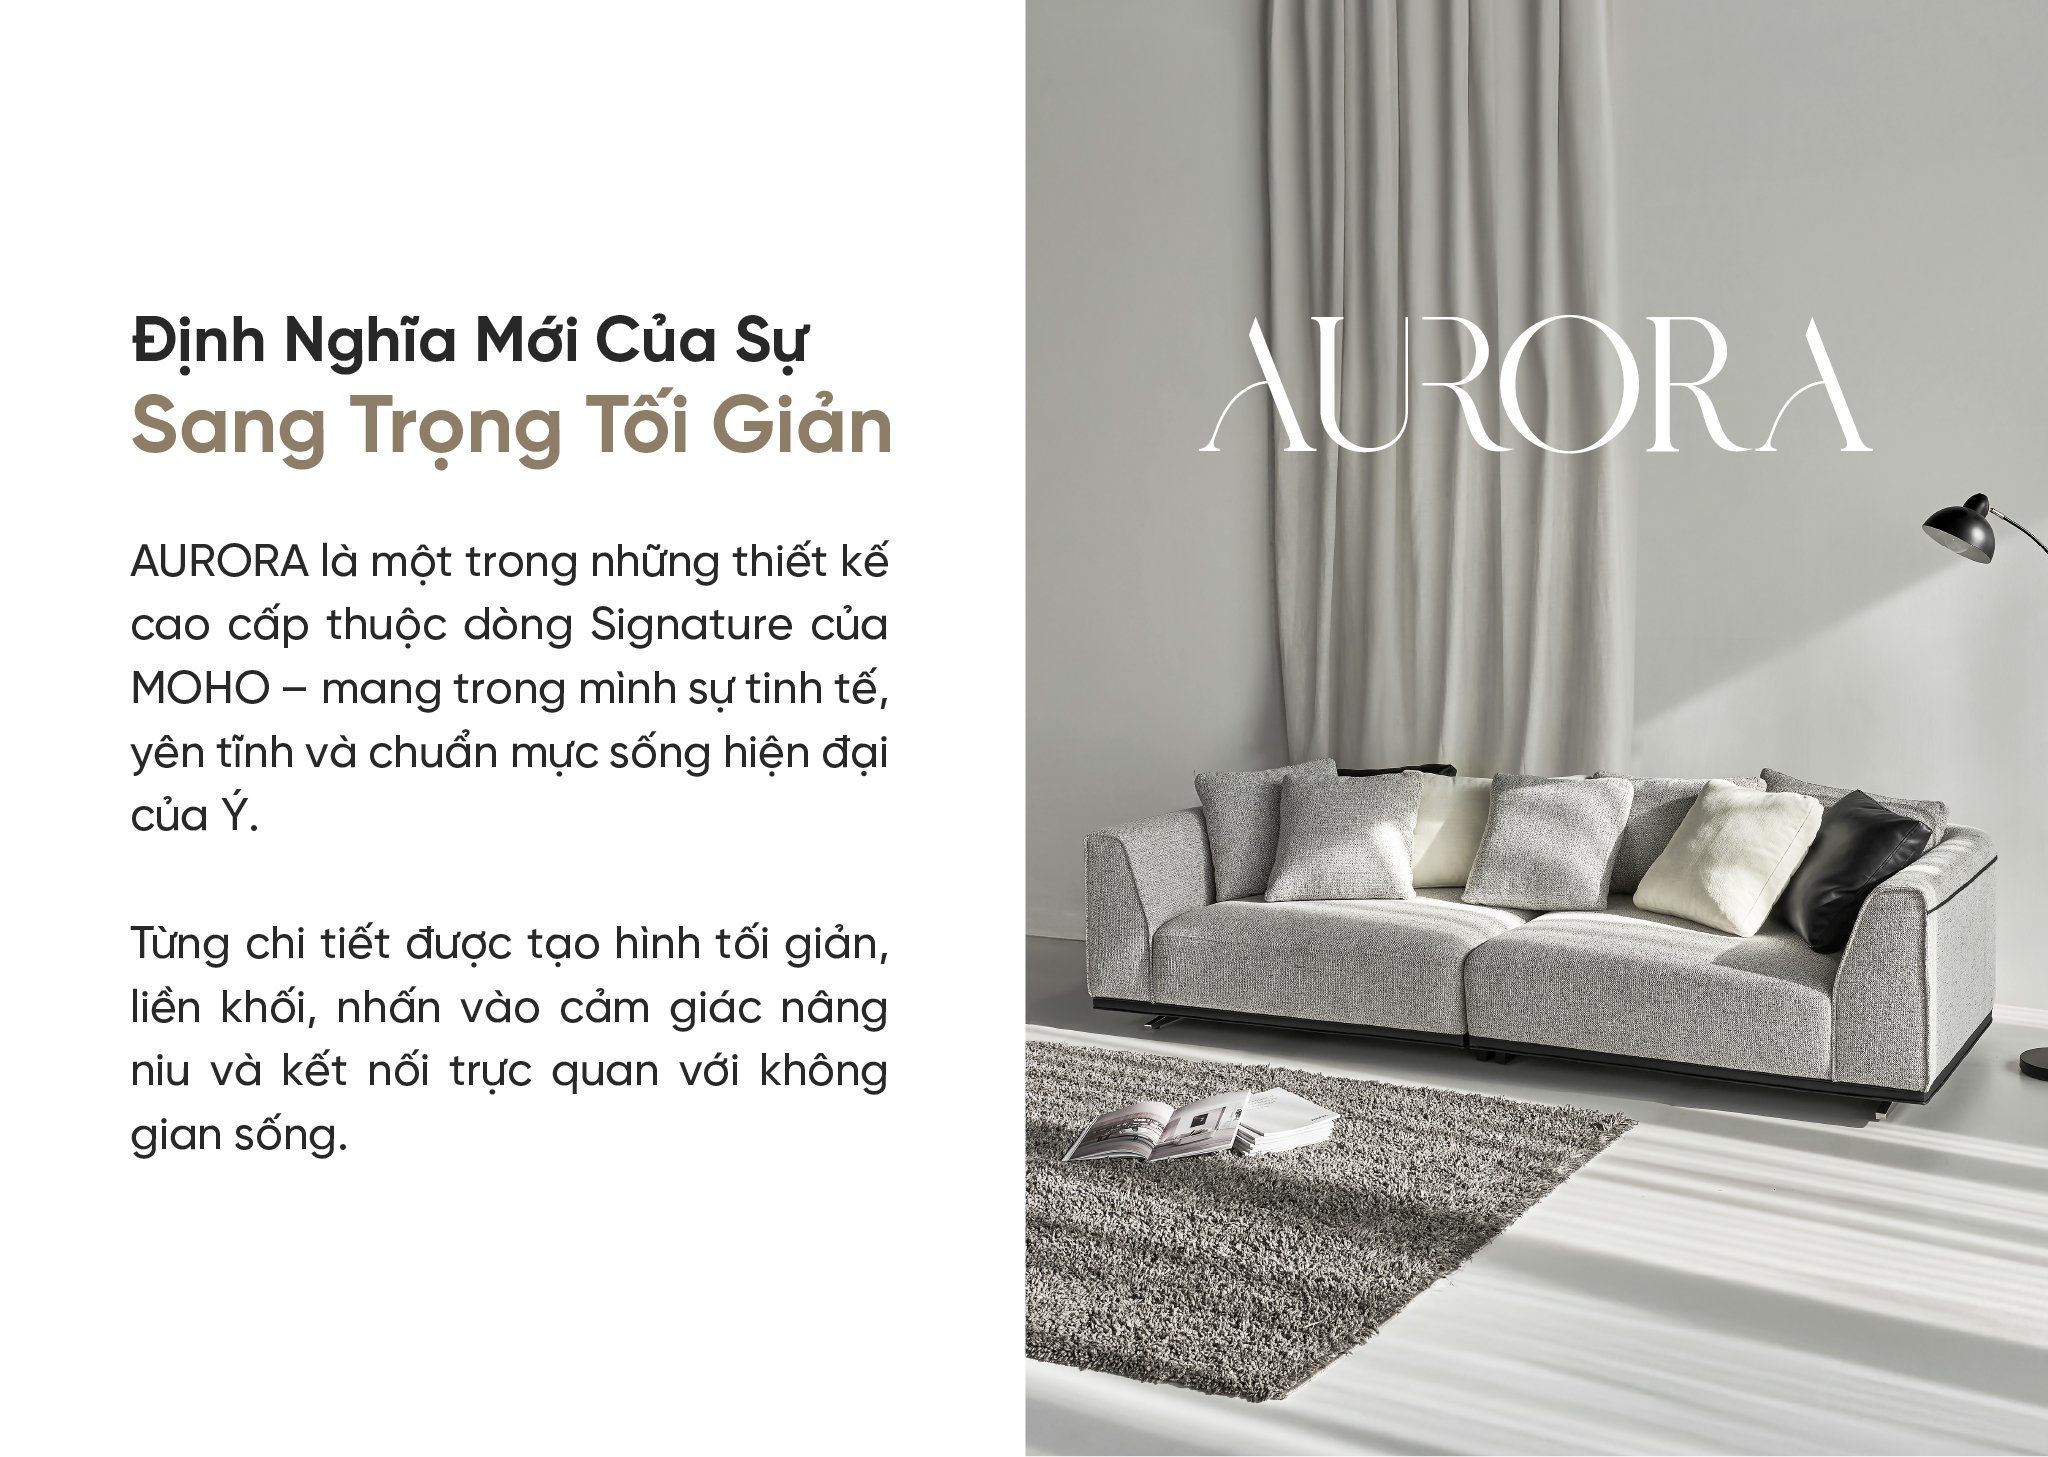 Định Nghĩa Mới Của Sự
Sang Trọng Tối Giản
AURORA là một trong những thiết kế
cao cấp thuộc dòng Signature của
MOHO – mang trong mình sự tinh tế,
yên tĩnh và chuẩn mực sống hiện đại
của Ý.
Từng chi tiết được tạo hình tối giản,
liền khối, nhấn vào cảm giác nâng
niu và kết nối trực quan với không
gian sống.
AURORA